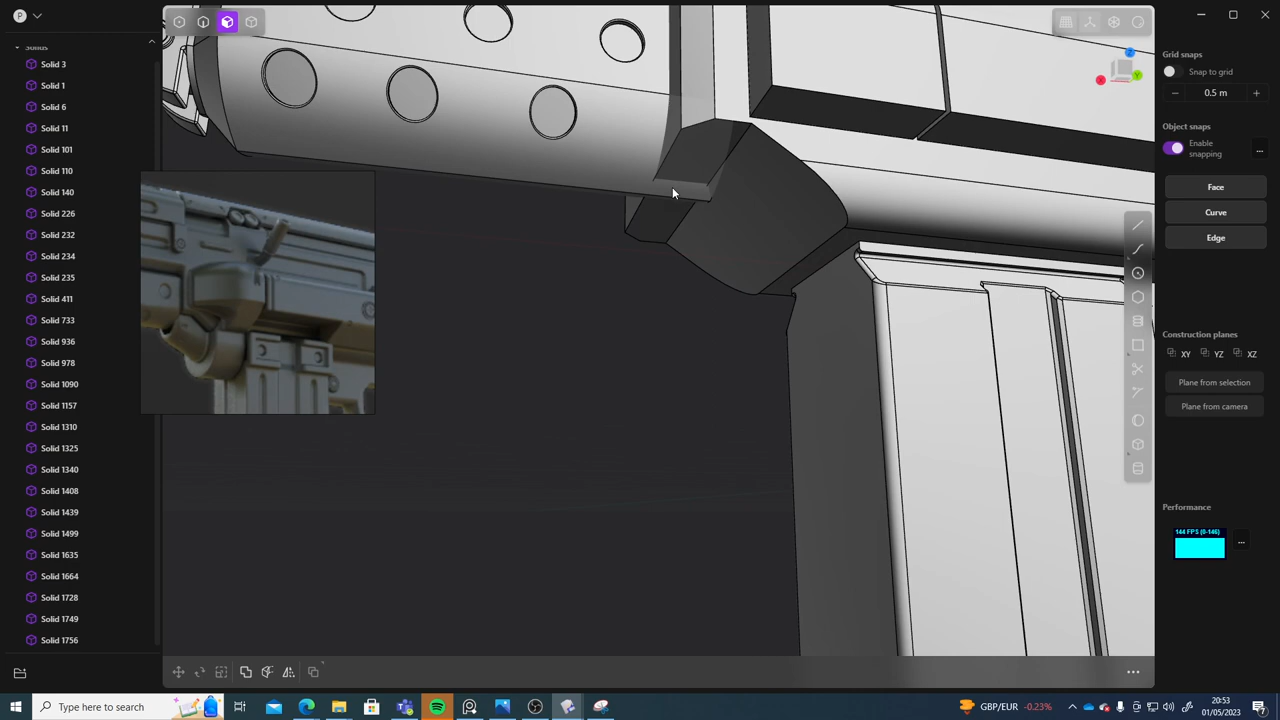 P
Solids
Solid 3
Solid 1
Solid 6
Solid 11
Solid 101
Solid 110
Solid 140
Solid 226
Solid 232
Solid 234
Solid 235
Solid 411
Solid 733
Solid 936
Solid 978
Solid 1090
Solid 1157
Solid 1310
Solid 1325
Solid 1340
Solid 1408
Solid 1439
Solid 1499
Solid 1635
Solid 1664
Solid 1728
Solid 1749
Solid 1756
Z
X
Y
Grid snaps
Snap to grid
0.5 m
Object snaps
Enable
snapping
...
Face
Curve
Edge
Construction planes
XY YZ XZ
Plane from selection
Plane from camera
Performance
144 FPS (0-146)
...
Type here to search
GBP/EUR -0.23%
20:53
01/05/2023